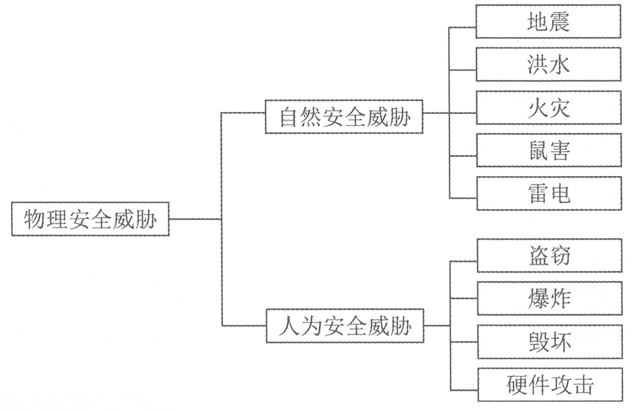 物理安全威胁
自然安全威胁
地震
洪水
火灾
鼠害
雷电
人为安全威胁
盗窃
爆炸
毁坏
硬件攻击